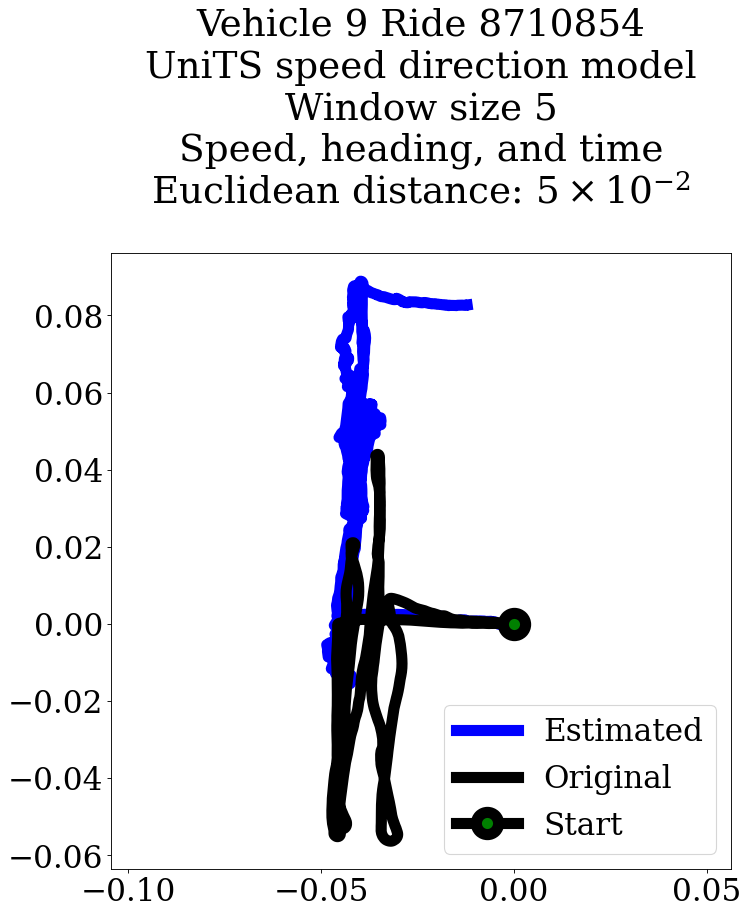 Vehicle 9 Ride 8710854
UniTS speed direction model
Window size 5
Speed, heading, and time
Euclidean distance: 5 × 10⁻²
0.08
0.06
0.04
0.02
0.00
−0.02
−0.04
−0.06
−0.10
−0.05
0.00
0.05
Estimated
Original
Start